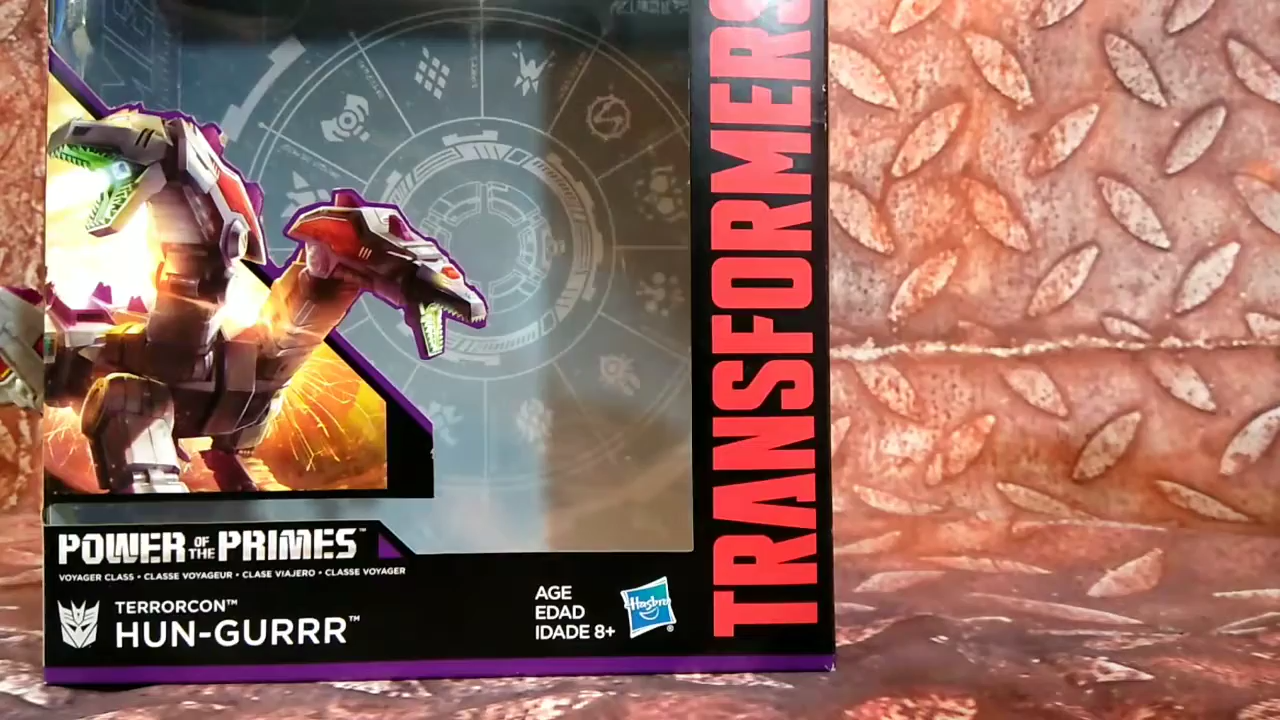 TRANSFORMERS
POWER OF THE PRIMES™
VOYAGER CLASS • CLASSE VOYAGEUR • CLASE VIAJERO • CLASSE VOYAGER
TERRORCON™
HUN-GURRR™
AGE
EDAD
IDADE 8+
Hasbro
®